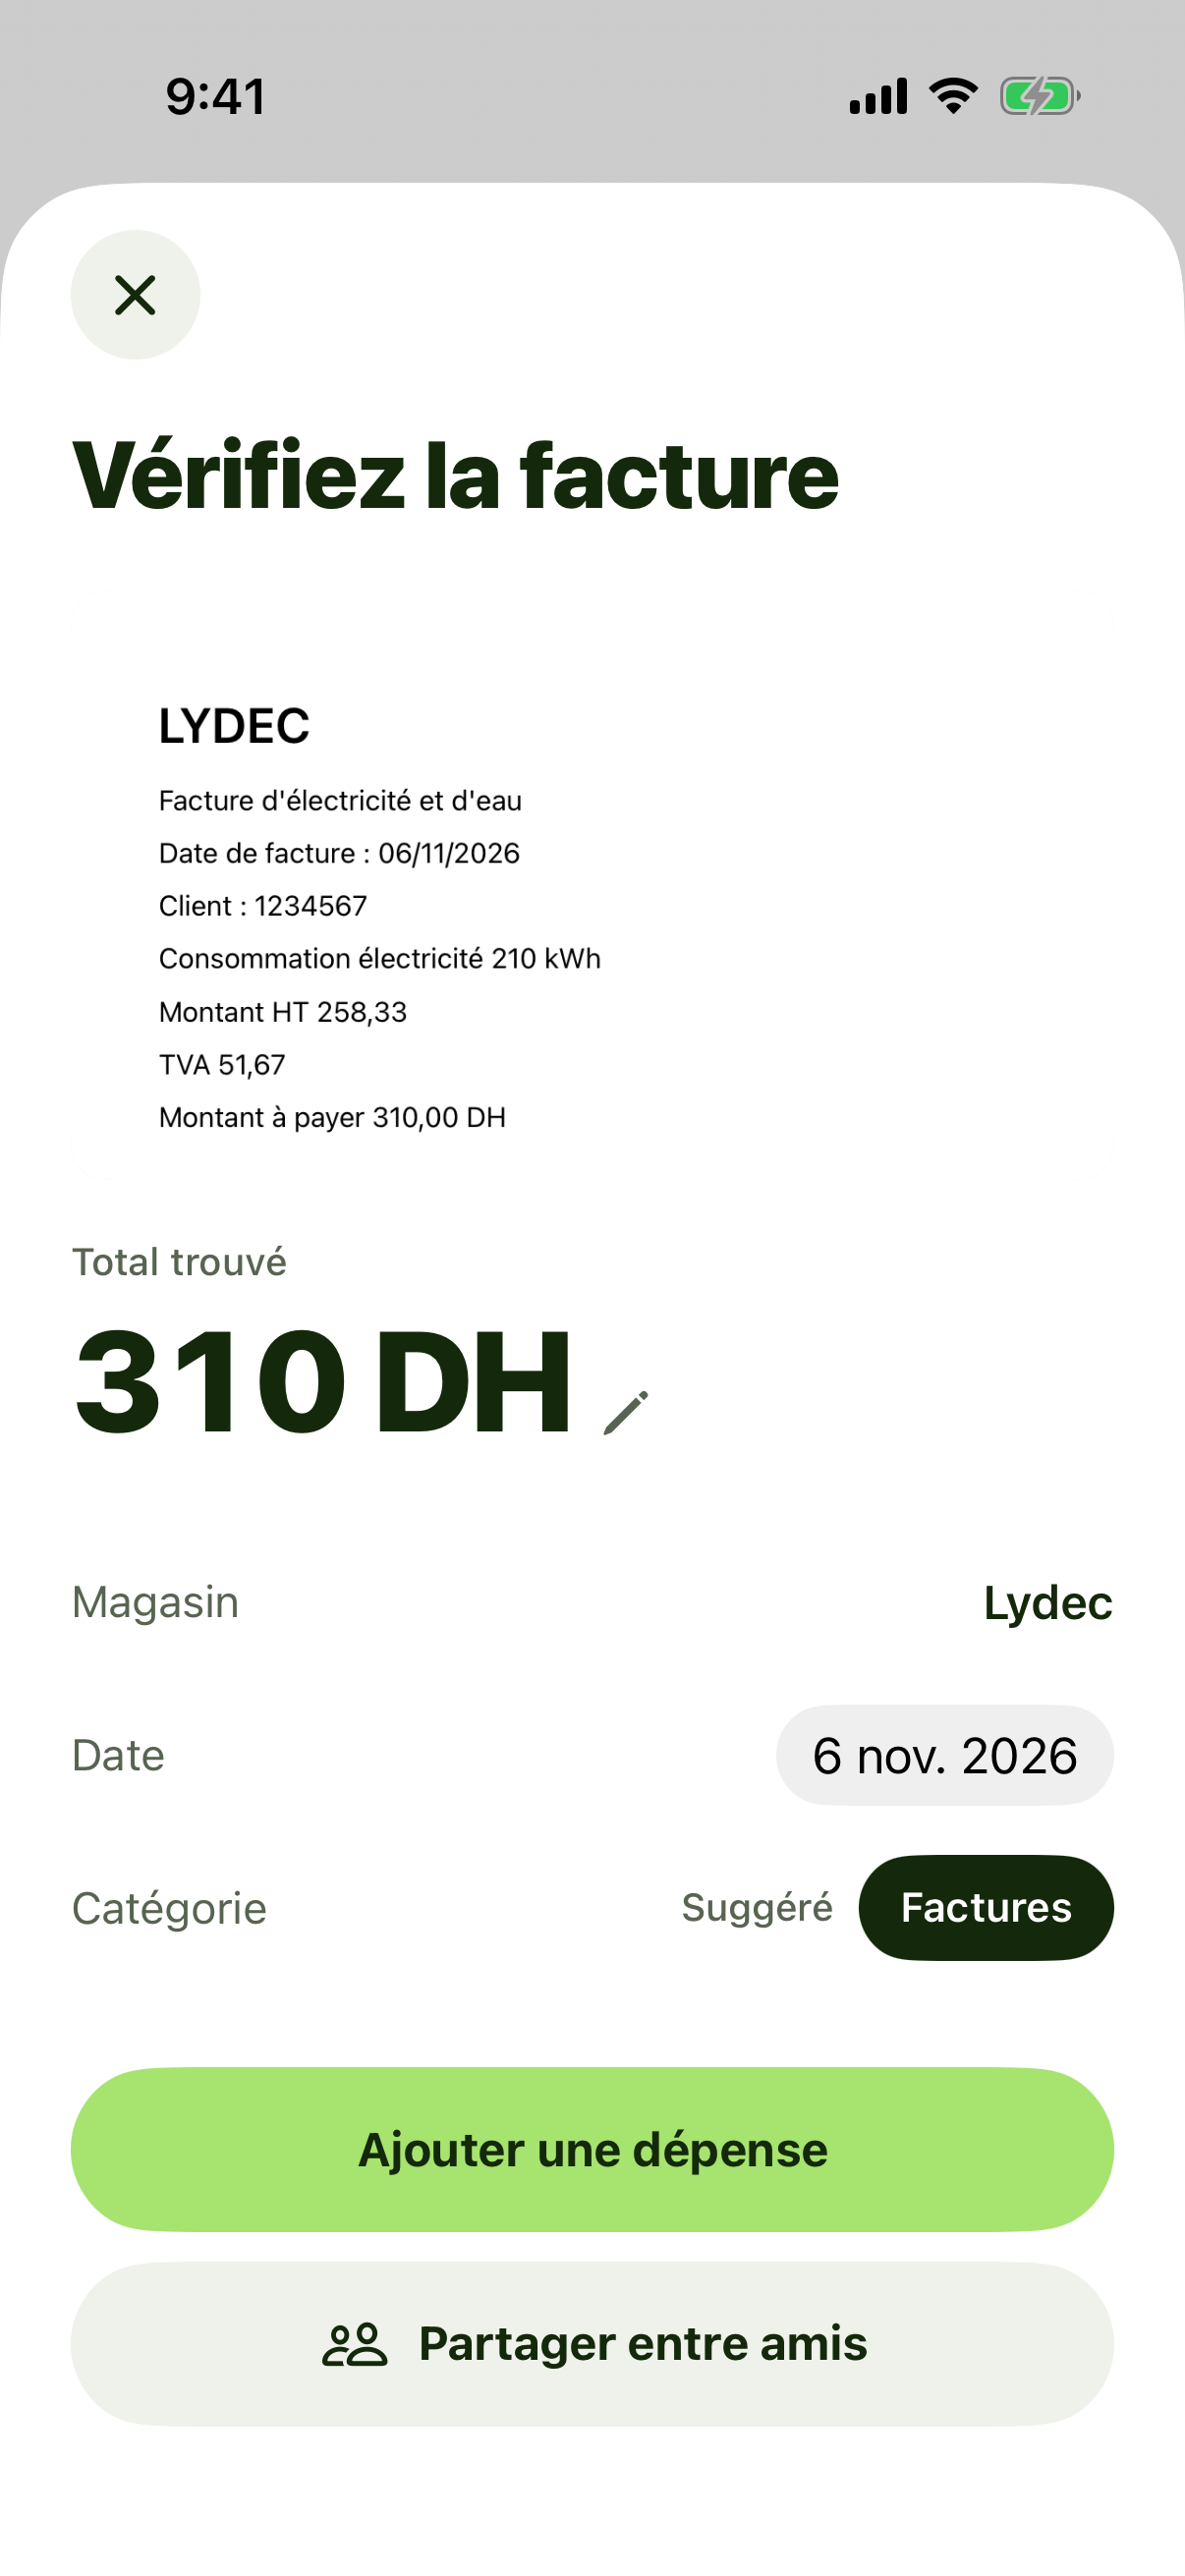 9:41
Vérifiez la facture
LYDEC
Facture d'électricité et d'eau
Date de facture : 06/11/2026
Client : 1234567
Consommation électricité 210 kWh
Montant HT 258,33
TVA 51,67
Montant à payer 310,00 DH
Total trouvé
310 DH
Magasin Lydec
Date 6 nov. 2026
Catégorie Suggéré Factures
Ajouter une dépense
Partager entre amis